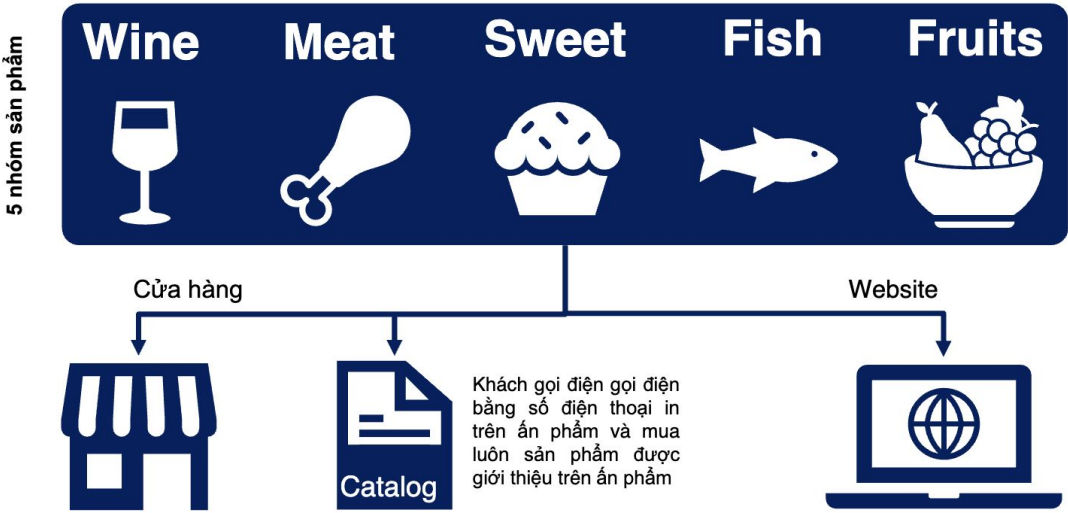 5 nhóm sản phẩm
Wine
Meat
Sweet
Fish
Fruits
Cửa hàng
Website
Khách gọi điện gọi điện
bằng số điện thoại in
trên ấn phẩm và mua
luôn sản phẩm được
giới thiệu trên ấn phẩm
Catalog